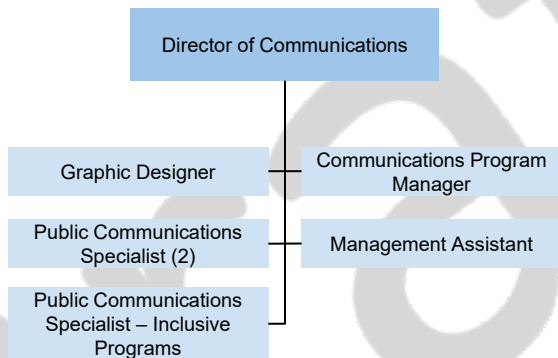 Director of Communications
Graphic Designer
Communications Program
Manager
Public Communications
Specialist (2)
Management Assistant
Public Communications
Specialist – Inclusive
Programs